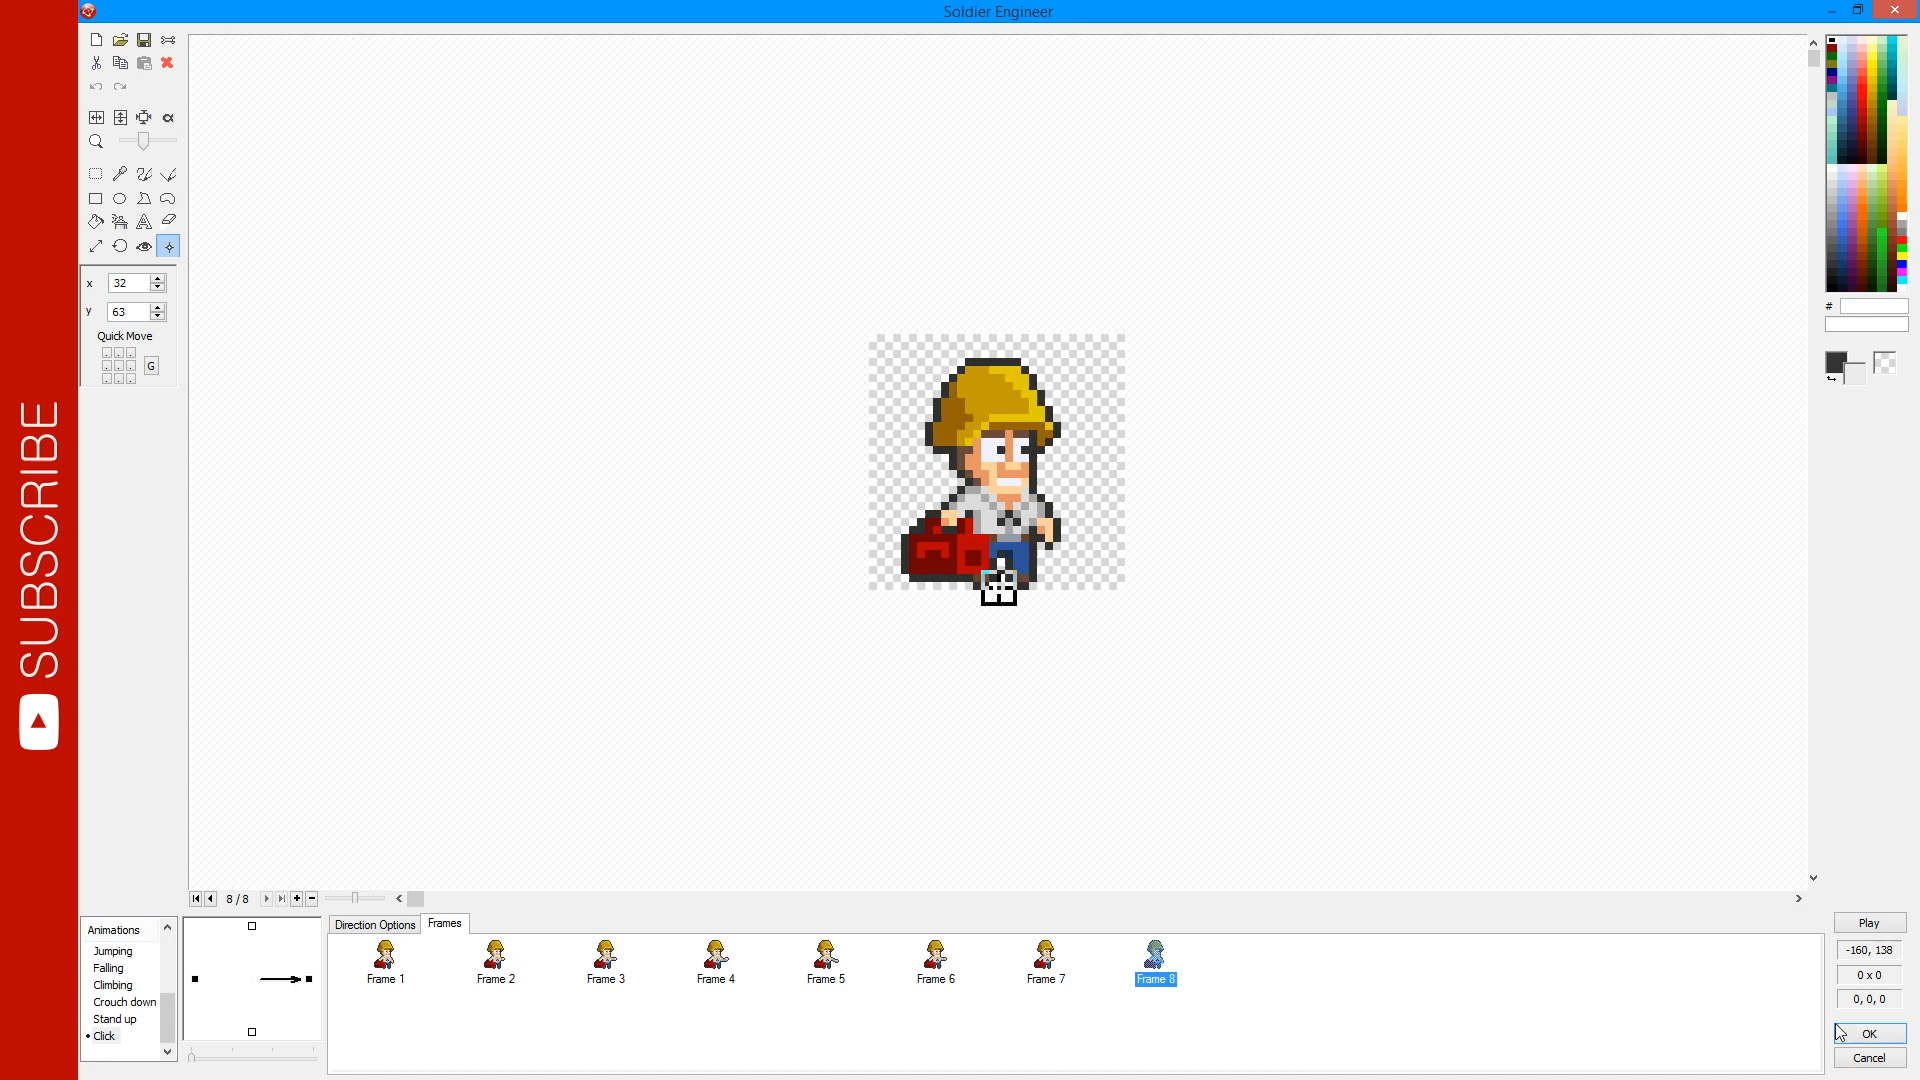 Soldier Engineer
SUBSCRIBE
x 32
y 63
Quick Move
G
#
8 / 8
Animations
Jumping
Falling
Climbing
Crouch down
Stand up
Click
Direction Options
Frames
Frame 1
Frame 2
Frame 3
Frame 4
Frame 5
Frame 6
Frame 7
Frame 8
Play
-160, 138
0 x 0
0, 0, 0
OK
Cancel